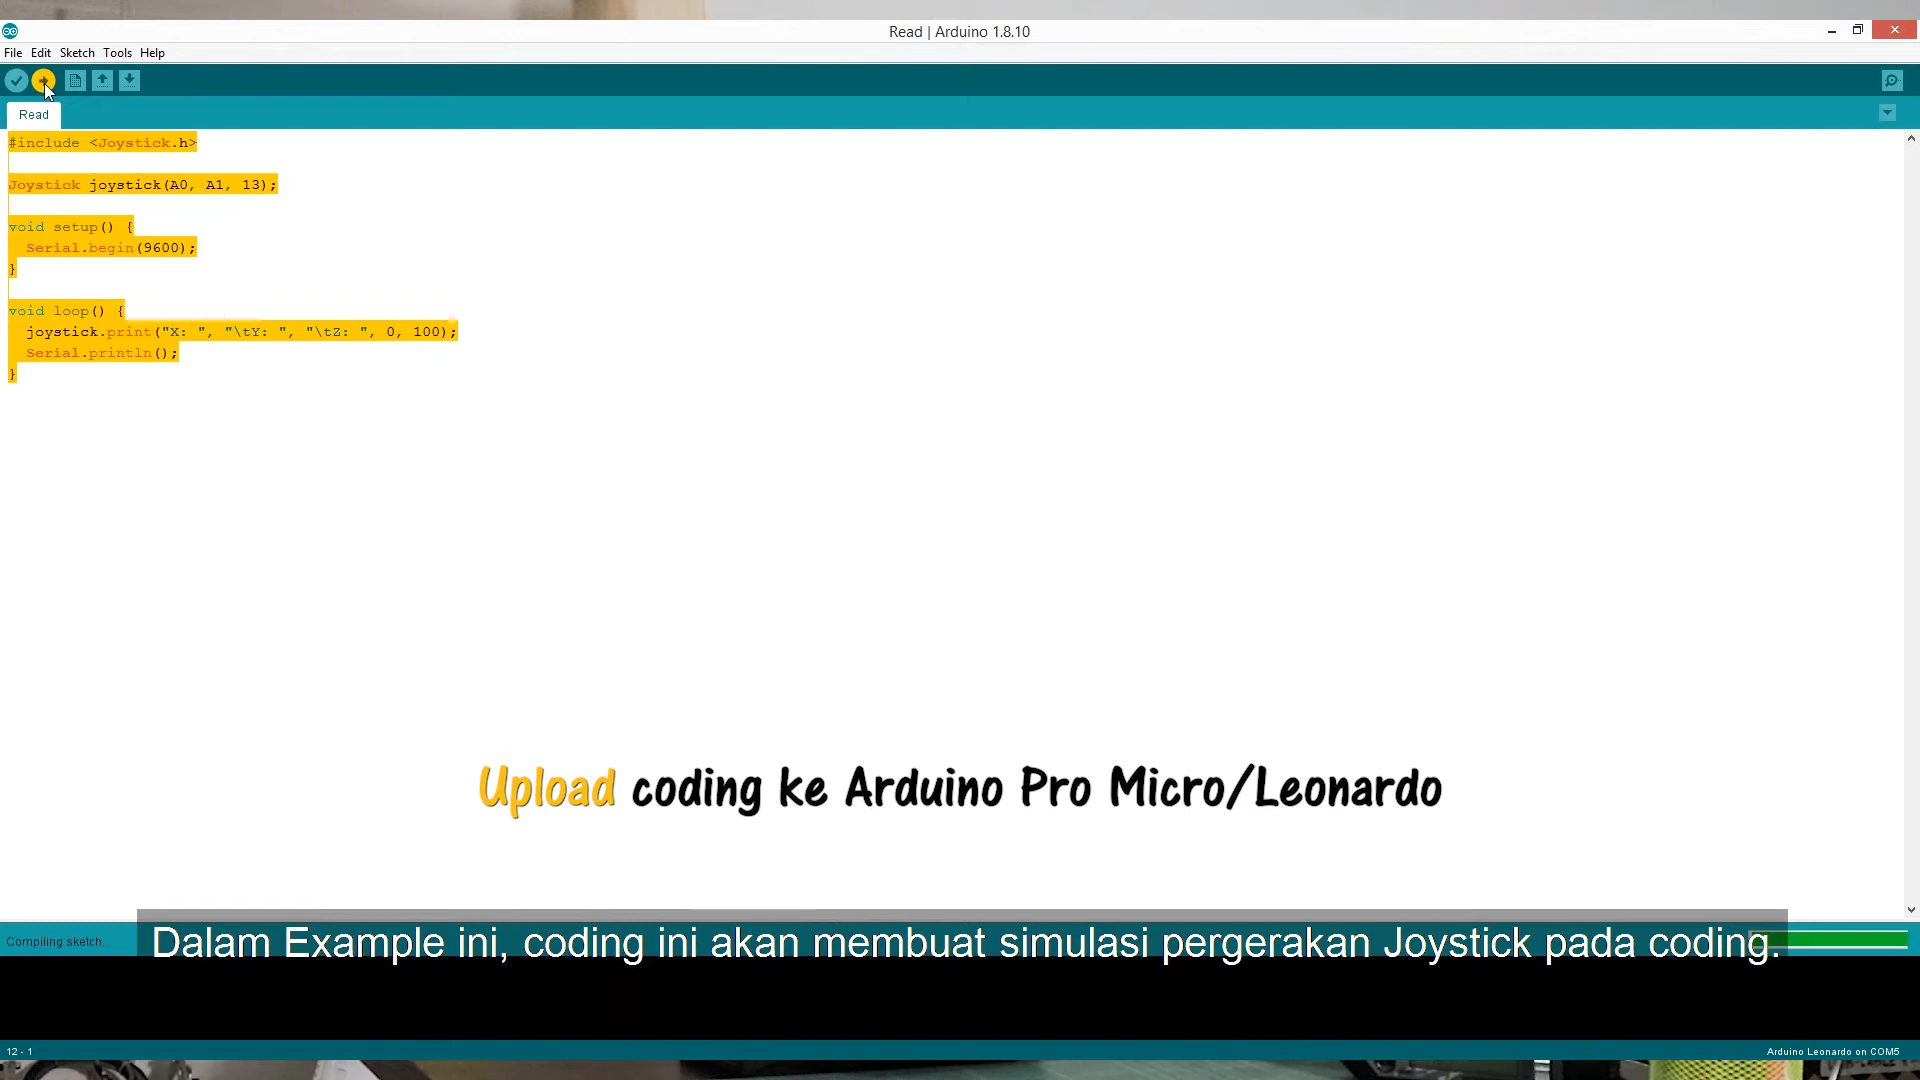 Read | Arduino 1.8.10
File Edit Sketch Tools Help
Read
#include <Joystick.h>
Joystick joystick(A0, A1, 13);
void setup() {
Serial.begin(9600);
}
void loop() {
joystick.print("X: ", "\tY: ", "\tZ: ", 0, 100);
Serial.println();
}
Upload coding ke Arduino Pro Micro/Leonardo
Compiling sketch...
Dalam Example ini, coding ini akan membuat simulasi pergerakan Joystick pada coding.
12 - 1
Arduino Leonardo on COM5